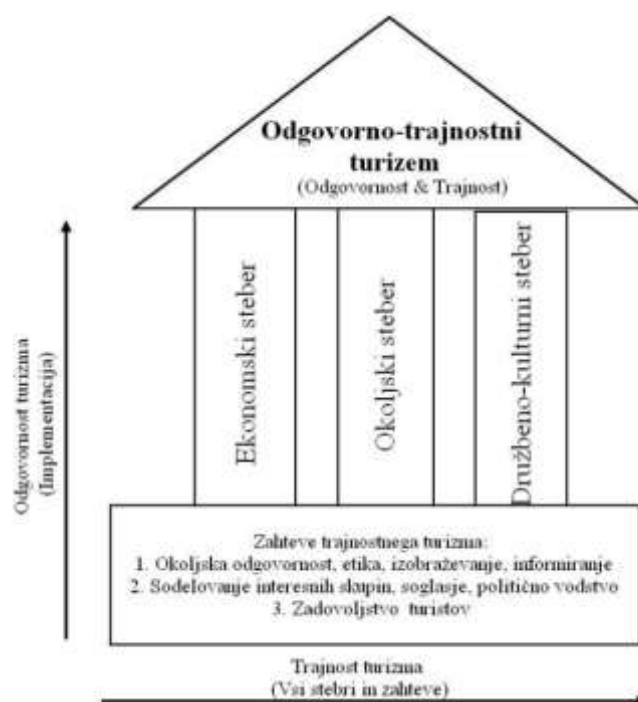 Odgovorno-trajnostni
turizem
(Odgovornost & Trajnost)
Odgovornost turizma
(Implementacija)
Ekonomski steber
Okoljski steber
Družbeno-kulturni steber
Zahteve trajnostnega turizma:
1. Okoljska odgovornost, etika, izobraževanje, informiranje
2. Sodelovanje interesnih skupin, soglasje, politično vodstvo
3. Zadovoljstvo turistov
Trajnost turizma
(Vsi stebri in zahteve)